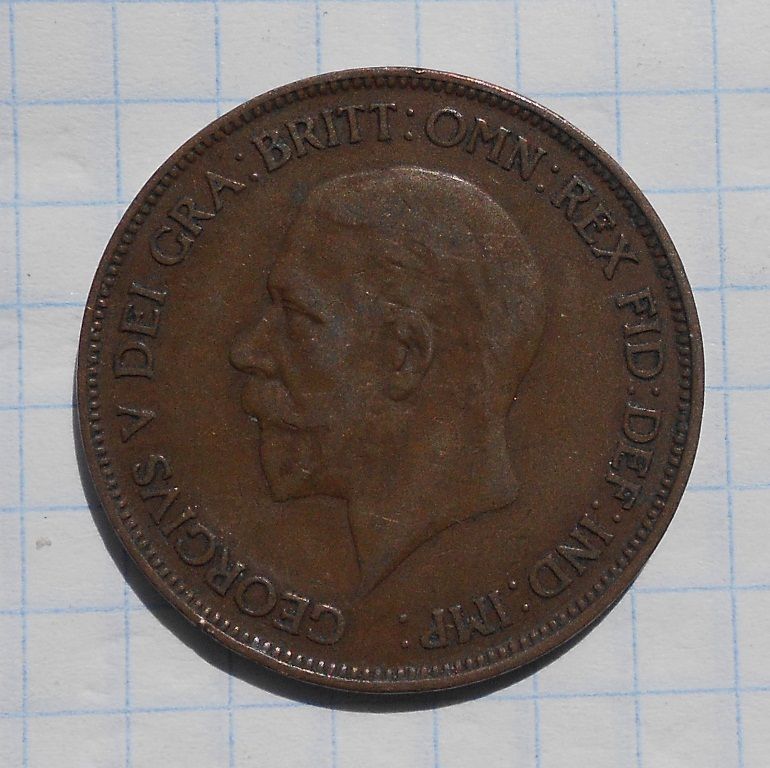 GEORGIVS V DEI GRA: BRITT: OMN: REX FID: DEF: IND: IMP: